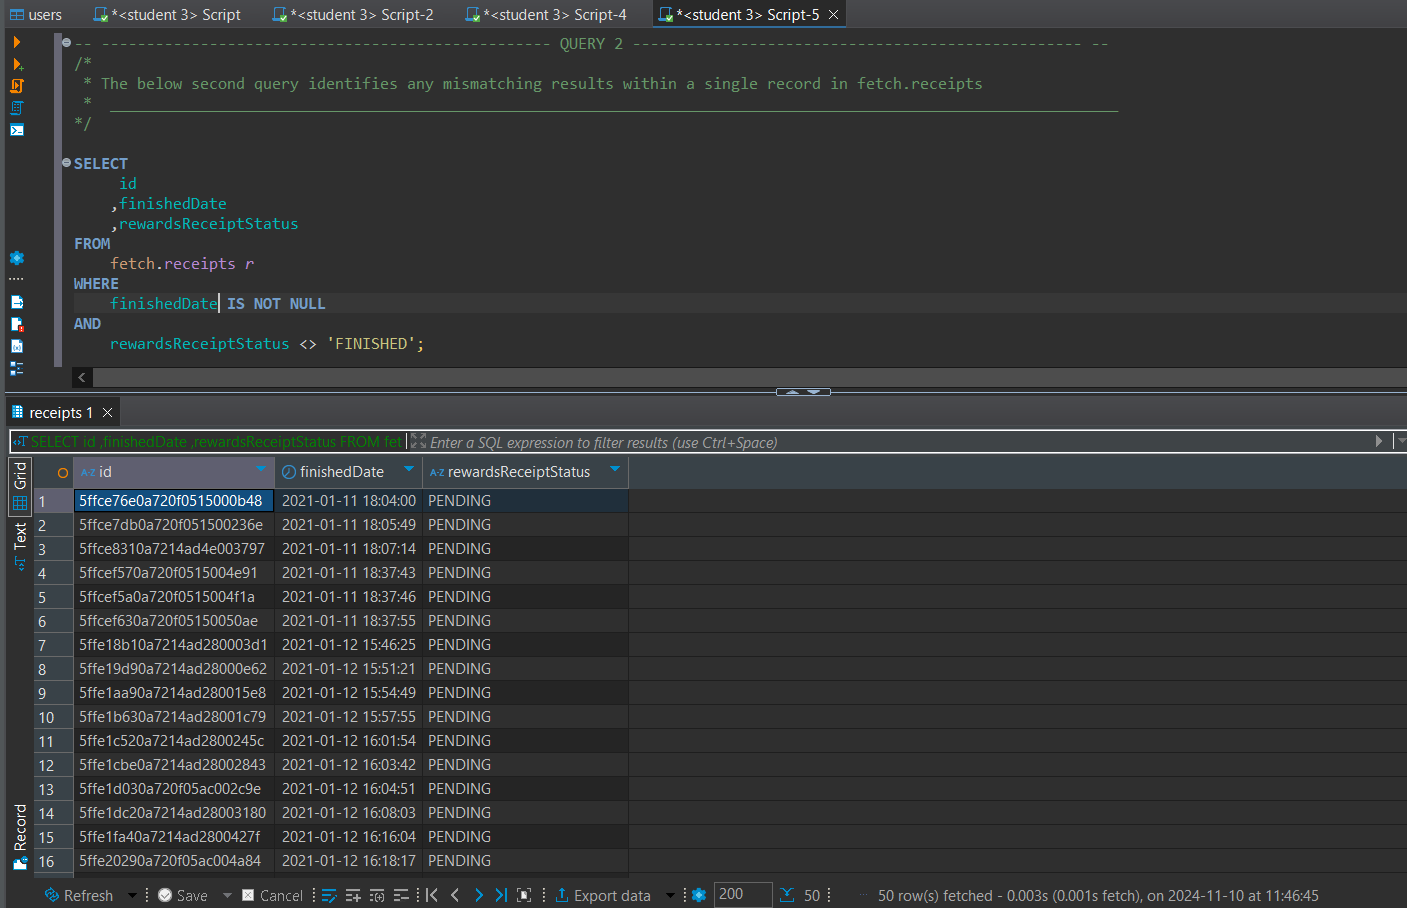 users *<student 3> Script *<student 3> Script-2 *<student 3> Script-4 *<student 3> Script-5
-- -------------------------------------------------- QUERY 2 -------------------------------------------------- --
/*
* The below second query identifies any mismatching results within a single record in fetch.receipts
*
*/
SELECT
id
,finishedDate
,rewardsReceiptStatus
FROM
fetch.receipts r
WHERE
finishedDate IS NOT NULL
AND
rewardsReceiptStatus <> 'FINISHED';
receipts 1
SELECT id ,finishedDate ,rewardsReceiptStatus FROM fet Enter a SQL expression to filter results (use Ctrl+Space)
Grid
Text
Record
A-Z id finishedDate A-Z rewardsReceiptStatus
1 5ffce76e0a720f0515000b48 2021-01-11 18:04:00 PENDING
2 5ffce7db0a720f051500236e 2021-01-11 18:05:49 PENDING
3 5ffce8310a7214ad4e003797 2021-01-11 18:07:14 PENDING
4 5ffcef570a720f0515004e91 2021-01-11 18:37:43 PENDING
5 5ffcef5a0a720f0515004f1a 2021-01-11 18:37:46 PENDING
6 5ffcef630a720f05150050ae 2021-01-11 18:37:55 PENDING
7 5ffe18b10a7214ad280003d1 2021-01-12 15:46:25 PENDING
8 5ffe19d90a7214ad28000e62 2021-01-12 15:51:21 PENDING
9 5ffe1aa90a7214ad280015e8 2021-01-12 15:54:49 PENDING
10 5ffe1b630a7214ad28001c79 2021-01-12 15:57:55 PENDING
11 5ffe1c520a7214ad2800245c 2021-01-12 16:01:54 PENDING
12 5ffe1cbe0a7214ad28002843 2021-01-12 16:03:42 PENDING
13 5ffe1d030a720f05ac002c9e 2021-01-12 16:04:51 PENDING
14 5ffe1dc20a7214ad28003180 2021-01-12 16:08:03 PENDING
15 5ffe1fa40a7214ad2800427f 2021-01-12 16:16:04 PENDING
16 5ffe20290a720f05ac004a84 2021-01-12 16:18:17 PENDING
Refresh Save Cancel Export data 200 50 50 row(s) fetched - 0.003s (0.001s fetch), on 2024-11-10 at 11:46:45